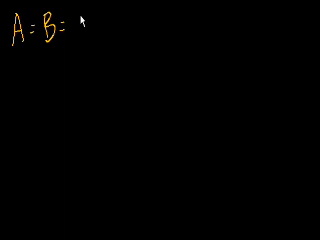 A = B =